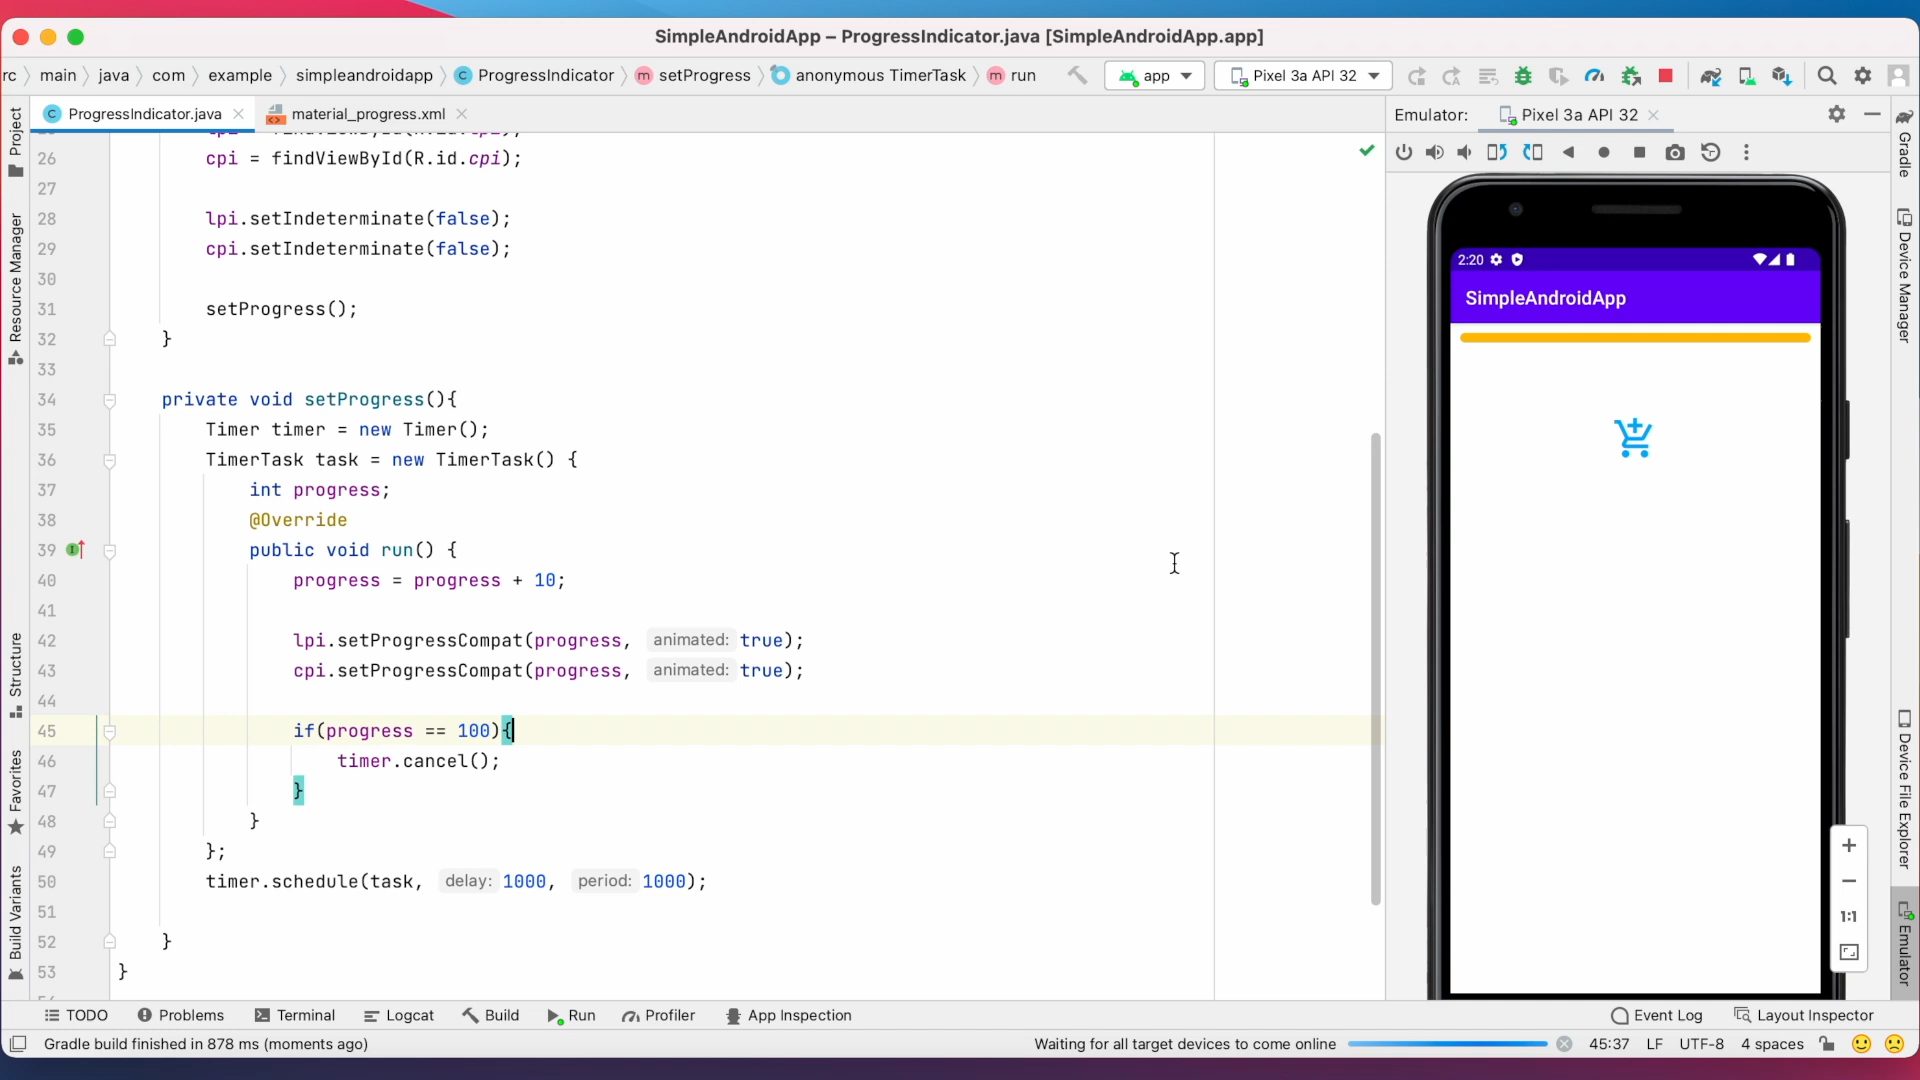 SimpleAndroidApp – ProgressIndicator.java [SimpleAndroidApp.app]
rc main java com example simpleandroidapp C ProgressIndicator m setProgress anonymous TimerTask m run app Pixel 3a API 32
C ProgressIndicator.java material_progress.xml
Emulator: Pixel 3a API 32
26 cpi = findViewById(R.id.cpi);
27
28 lpi.setIndeterminate(false);
29 cpi.setIndeterminate(false);
30
31 setProgress();
32 }
33
34 private void setProgress(){
35 Timer timer = new Timer();
36 TimerTask task = new TimerTask() {
37 int progress;
38 @Override
39 public void run() {
40 progress = progress + 10;
41
42 lpi.setProgressCompat(progress, animated: true);
43 cpi.setProgressCompat(progress, animated: true);
44
45 if(progress == 100){
46 timer.cancel();
47 }
48 }
49 };
50 timer.schedule(task, delay: 1000, period: 1000);
51
52 }
53 }
2:20
SimpleAndroidApp
1:1
Project
Resource Manager
Structure
Favorites
Build Variants
Gradle
Device Manager
Device File Explorer
Emulator
TODO Problems Terminal Logcat Build Run Profiler App Inspection Event Log Layout Inspector
Gradle build finished in 878 ms (moments ago) Waiting for all target devices to come online 45:37 LF UTF-8 4 spaces